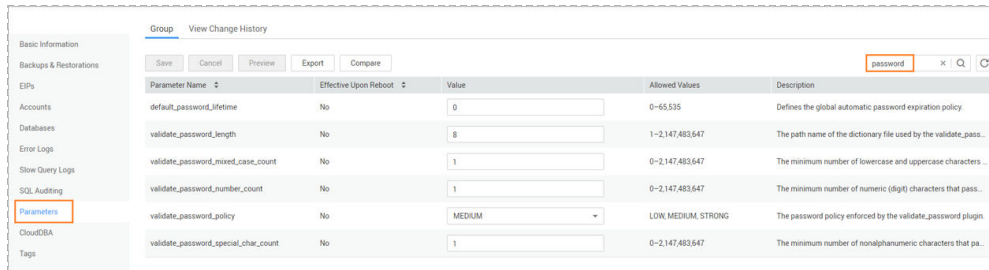 Group View Change History
Basic Information
Backups & Restorations
EIPs
Accounts
Databases
Error Logs
Slow Query Logs
SQL Auditing
Parameters
CloudDBA
Tags
Save Cancel Preview Export Compare password
Parameter Name Effective Upon Reboot Value Allowed Values Description
default_password_lifetime No 0 0–65,535 Defines the global automatic password expiration policy.
validate_password_length No 8 1–2,147,483,647 The path name of the dictionary file used by the validate_pass...
validate_password_mixed_case_count No 1 0–2,147,483,647 The minimum number of lowercase and uppercase characters ...
validate_password_number_count No 1 0–2,147,483,647 The minimum number of numeric (digit) characters that pass...
validate_password_policy No MEDIUM LOW, MEDIUM, STRONG The password policy enforced by the validate_password plugin.
validate_password_special_char_count No 1 0–2,147,483,647 The minimum number of nonalphanumeric characters that pa...